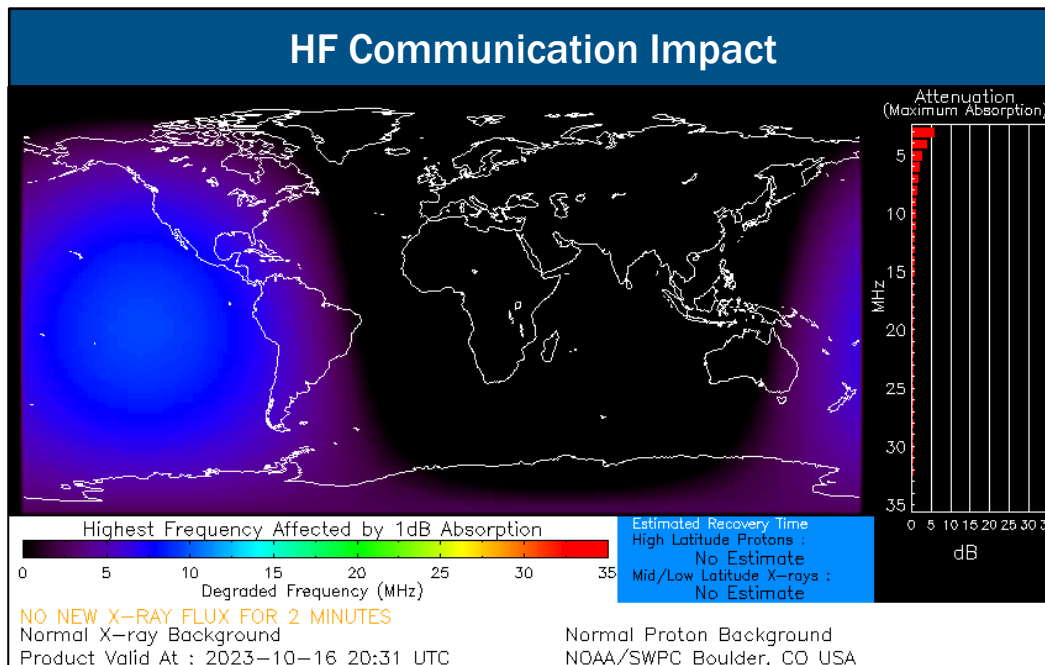 HF Communication Impact
Attenuation
(Maximum Absorption)
5
10
15
20
25
30
35
MHz
0 5 10 15 20 25 30
dB
Highest Frequency Affected by 1dB Absorption
0 5 10 15 20 25 30 35
Degraded Frequency (MHz)
Estimated Recovery Time
High Latitude Protons :
No Estimate
Mid/Low Latitude X-rays :
No Estimate
NO NEW X-RAY FLUX FOR 2 MINUTES
Normal X-ray Background
Normal Proton Background
Product Valid At : 2023-10-16 20:31 UTC
NOAA/SWPC Boulder, CO USA